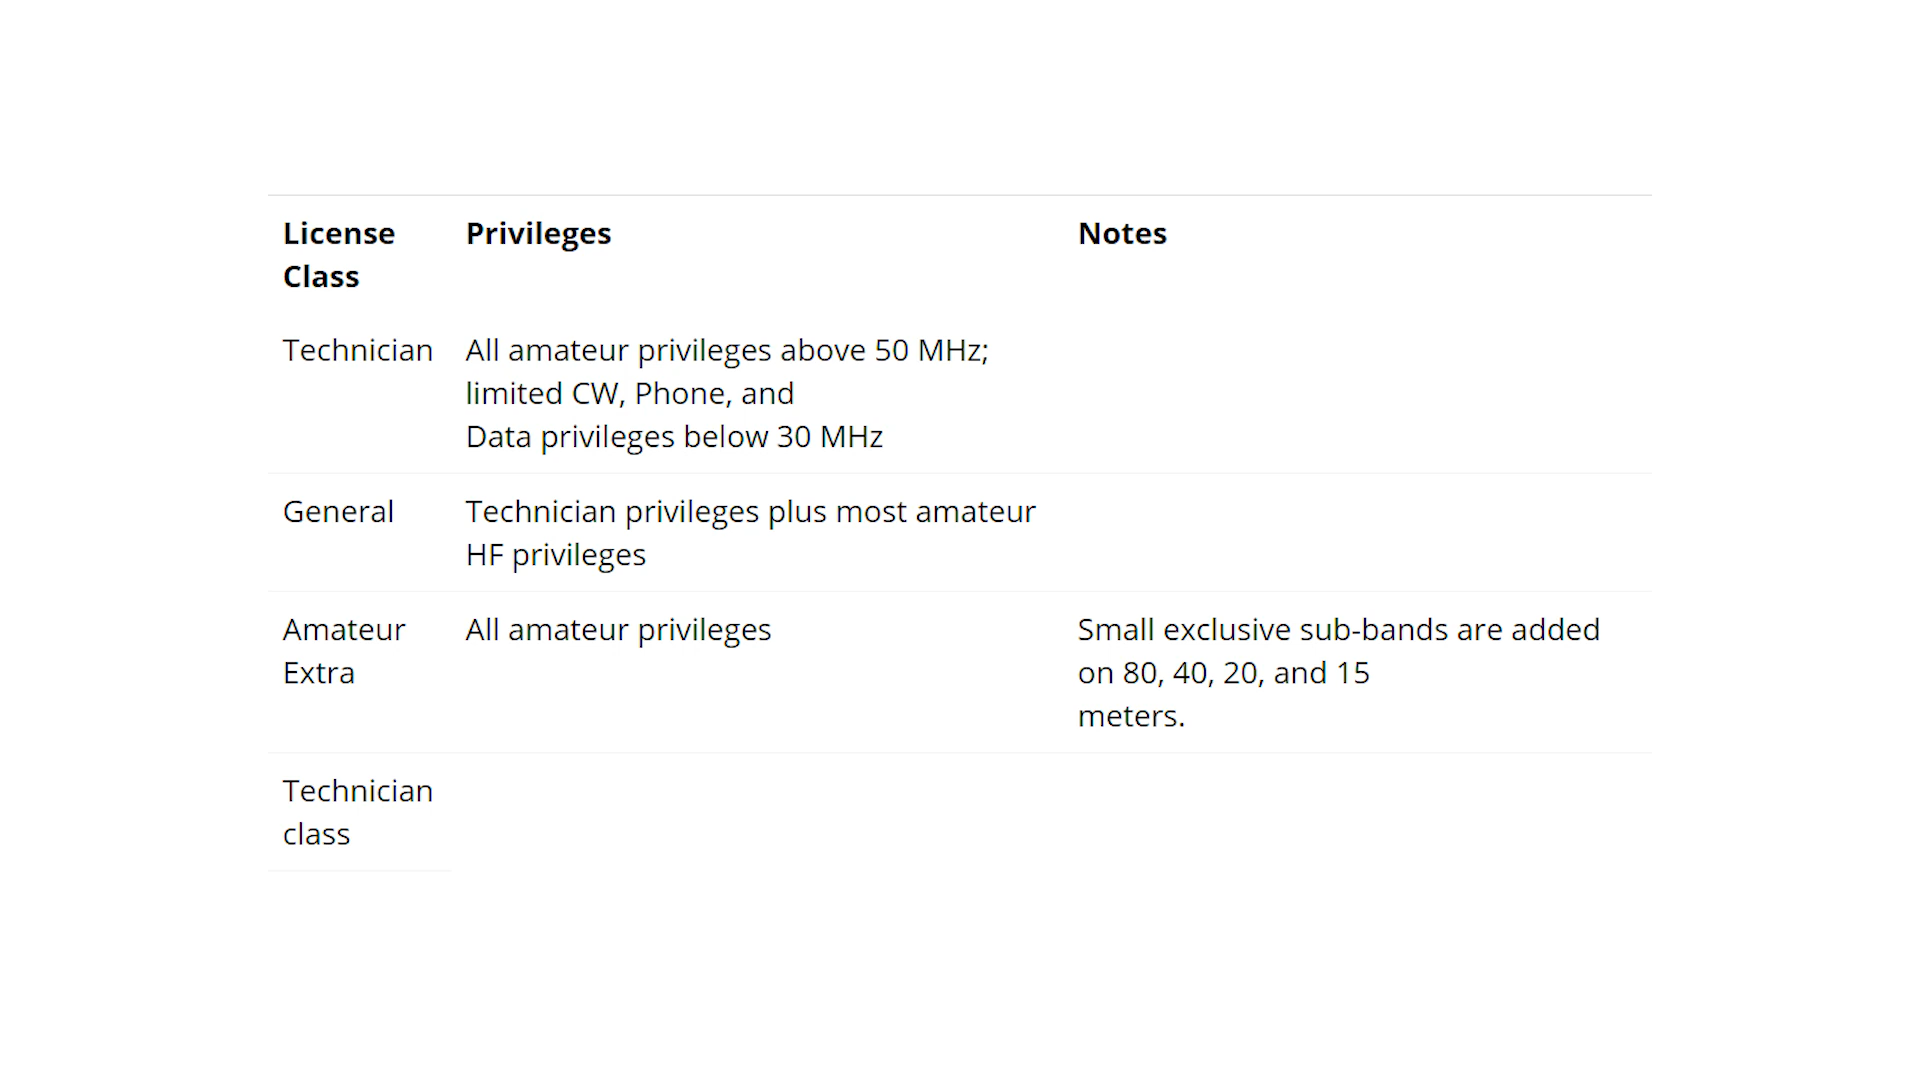 License Class
Privileges
Notes
Technician
All amateur privileges above 50 MHz;
limited CW, Phone, and
Data privileges below 30 MHz
General
Technician privileges plus most amateur
HF privileges
Amateur
Extra
All amateur privileges
Small exclusive sub-bands are added
on 80, 40, 20, and 15
meters.
Technician
class